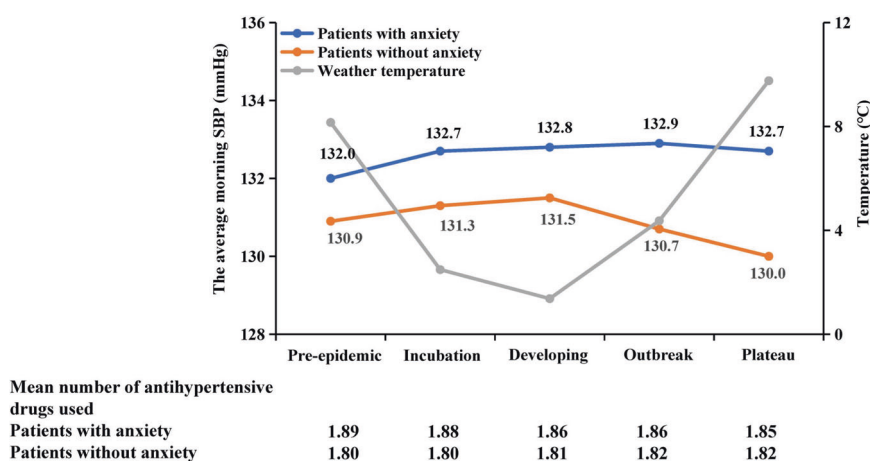 136
12
Patients with anxiety
Patients without anxiety
Weather temperature
134
132.7
132.8
132.9
132.7
8
132.0
132
The average morning SBP (mmHg)
Temperature (°C)
131.3
131.5
130.9
130.7
130
4
130.0
128
0
Pre-epidemic Incubation Developing Outbreak Plateau
Mean number of antihypertensive
drugs used
Patients with anxiety 1.89 1.88 1.86 1.86 1.85
Patients without anxiety 1.80 1.80 1.81 1.82 1.82